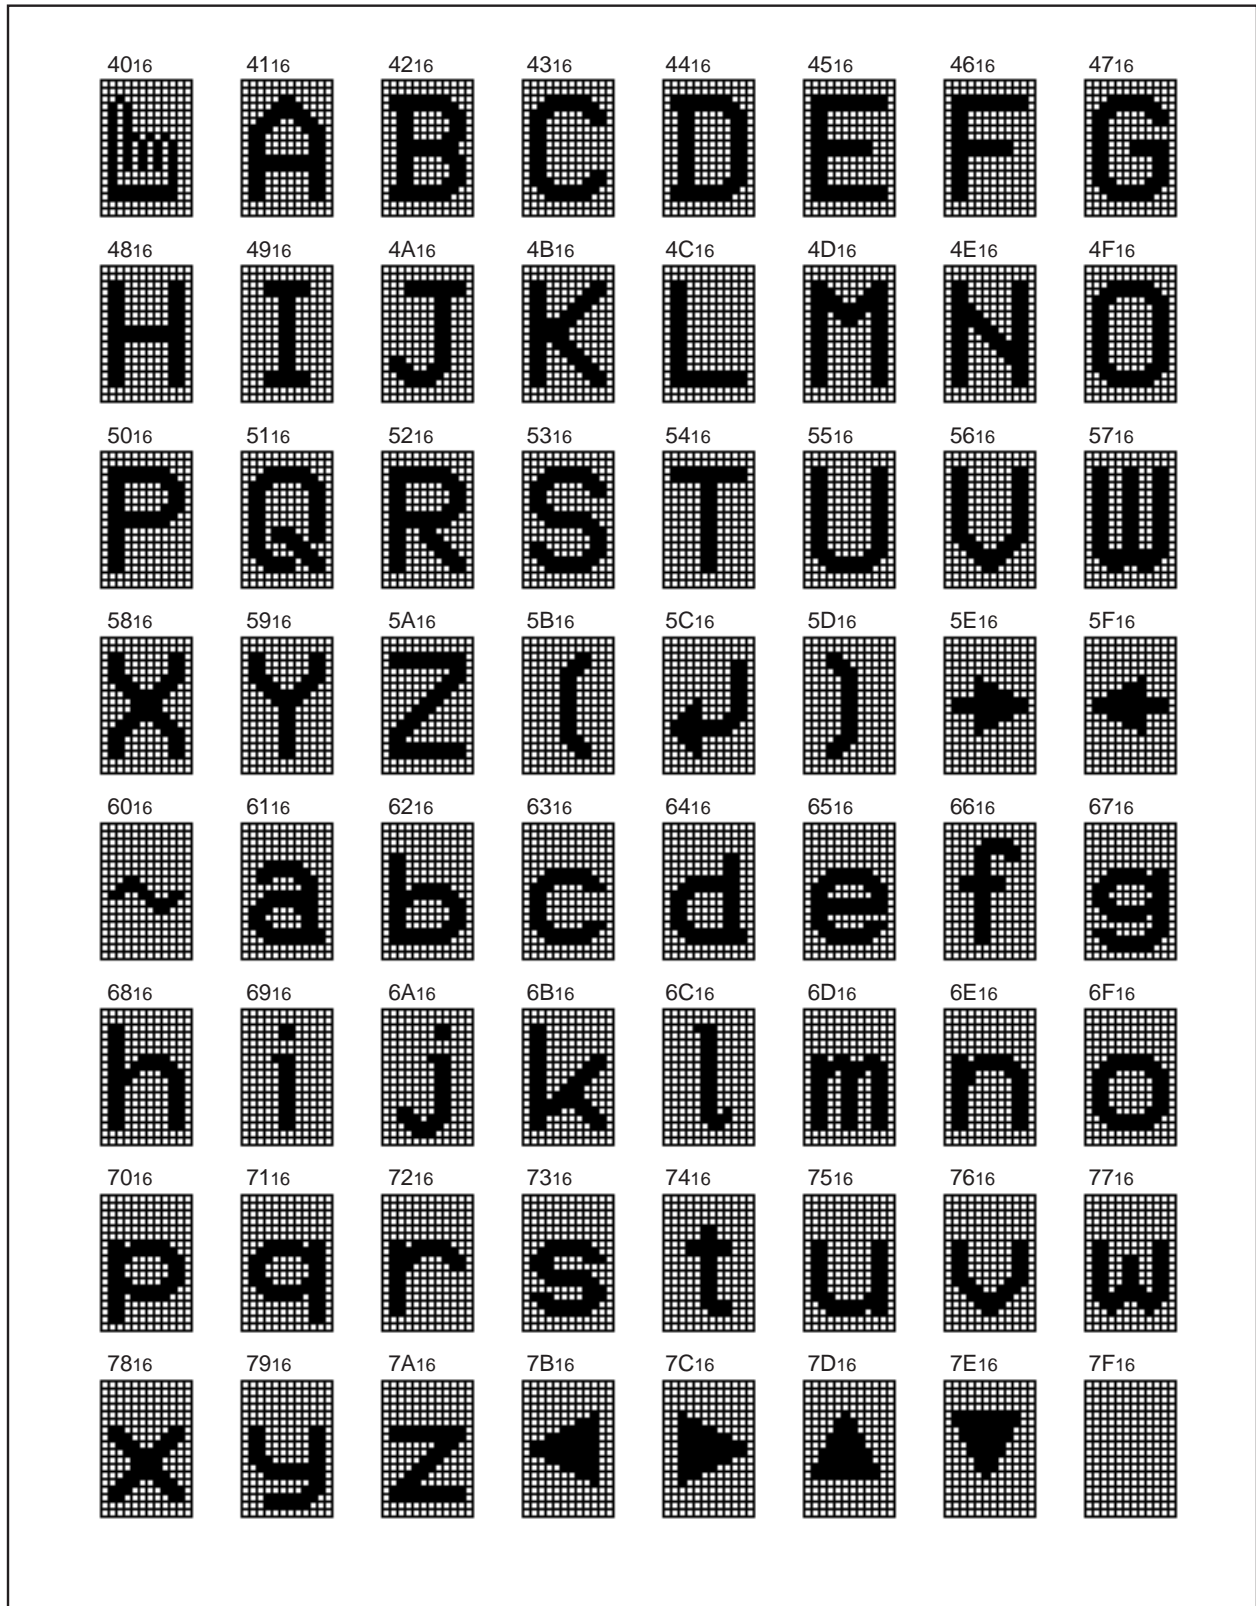 40₁₆ 41₁₆ 42₁₆ 43₁₆ 44₁₆ 45₁₆ 46₁₆ 47₁₆
A B C D E F G
48₁₆ 49₁₆ 4A₁₆ 4B₁₆ 4C₁₆ 4D₁₆ 4E₁₆ 4F₁₆
H I J K L M N O
50₁₆ 51₁₆ 52₁₆ 53₁₆ 54₁₆ 55₁₆ 56₁₆ 57₁₆
P Q R S T U V W
58₁₆ 59₁₆ 5A₁₆ 5B₁₆ 5C₁₆ 5D₁₆ 5E₁₆ 5F₁₆
X Y Z ( ↲ ) → ←
60₁₆ 61₁₆ 62₁₆ 63₁₆ 64₁₆ 65₁₆ 66₁₆ 67₁₆
~ a b c d e f g
68₁₆ 69₁₆ 6A₁₆ 6B₁₆ 6C₁₆ 6D₁₆ 6E₁₆ 6F₁₆
h i j k l m n o
70₁₆ 71₁₆ 72₁₆ 73₁₆ 74₁₆ 75₁₆ 76₁₆ 77₁₆
p q r s t u v w
78₁₆ 79₁₆ 7A₁₆ 7B₁₆ 7C₁₆ 7D₁₆ 7E₁₆ 7F₁₆
x y z ◀ ▶ ▲ ▼